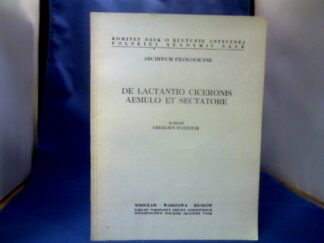 KOMITET NAUK O KULTURZE ANTYCZNEJ
POLSKIEJ AKADEMII NAUK
ARCHIWUM FILOLOGICZNE
DE LACTANTIO CICERONIS
AEMULO ET SECTATORE
SCRIPSIT
GEORGIUS WOJTCZAK
WROCŁAW · WARSZAWA · KRAKÓW
ZAKŁAD NARODOWY IMIENIA OSSOLIŃSKICH
WYDAWNICTWO POLSKIEJ AKADEMII NAUK